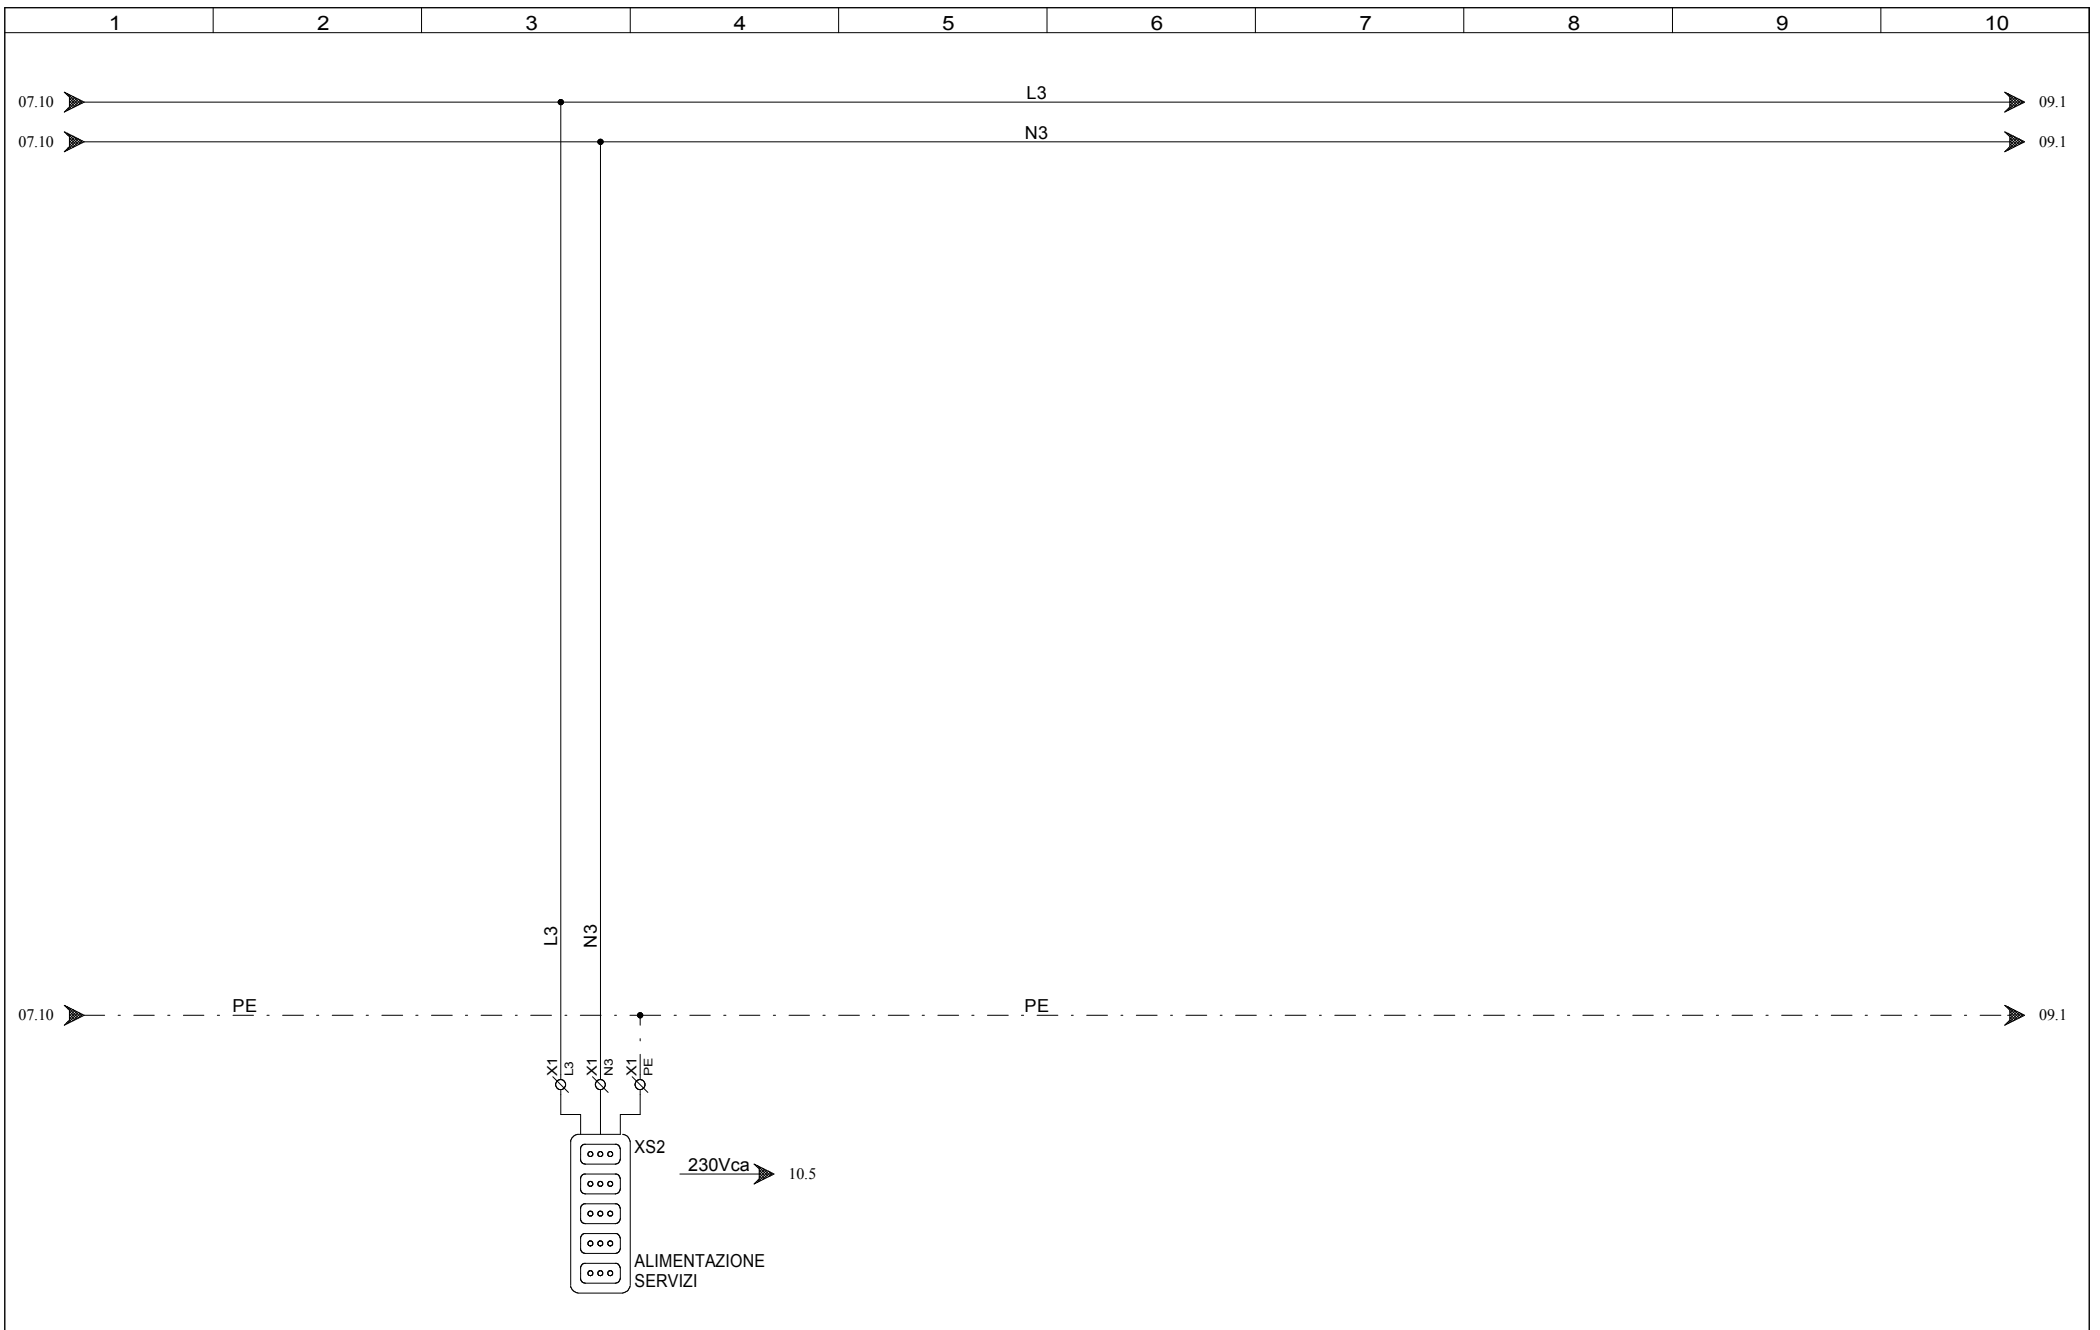 1 2 3 4 5 6 7 8 9 10
07.10 L3 09.1
07.10 N3 09.1
L3 N3
07.10 PE PE 09.1
X1 L3 X1 N3 X1 PE
XS2
230Vca 10.5
ALIMENTAZIONE
SERVIZI